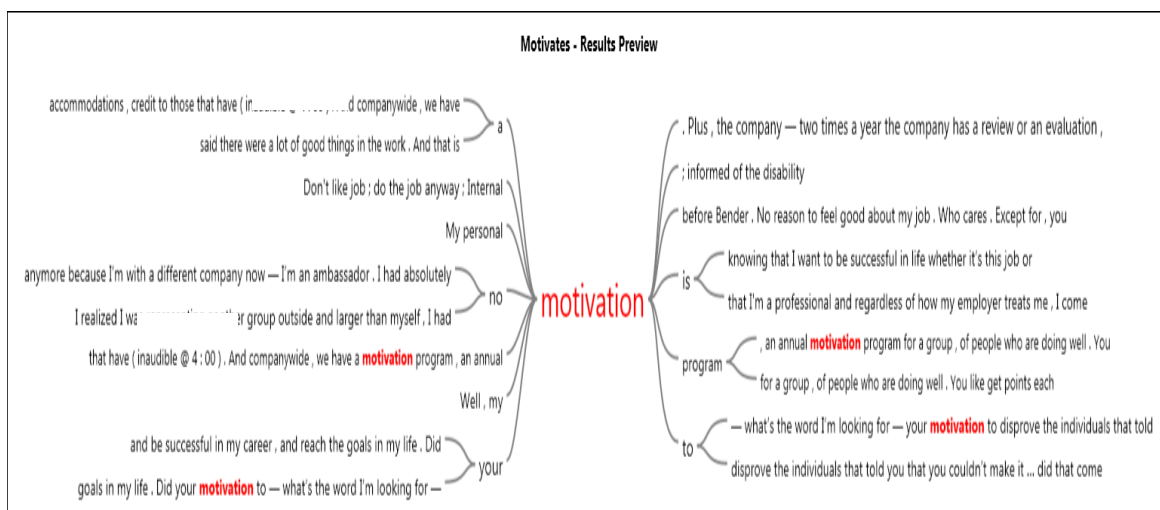 Motivates - Results Preview
accommodations , credit to those that have ( d companywide , we have
a
said there were a lot of good things in the work . And that is
Don't like job ; do the job anyway ; Internal
My personal
anymore because I'm with a different company now — I'm an ambassador . I had absolutely
no
I realized I group outside and larger than myself , I had
that have ( inaudible @ 4 : 00 ) . And companywide , we have a motivation program , an annual
Well , my
and be successful in my career , and reach the goals in my life . Did
your
goals in my life . Did your motivation to — what's the word I'm looking for —
motivation
. Plus , the company — two times a year the company has a review or an evaluation ,
; informed of the disability
before Bender . No reason to feel good about my job . Who cares . Except for , you
is
knowing that I want to be successful in life whether it's this job or
that I'm a professional and regardless of how my employer treats me , I come
program
, an annual motivation program for a group , of people who are doing well . You
for a group , of people who are doing well . You like get points each
to
— what's the word I'm looking for — your motivation to disprove the individuals that told
disprove the individuals that told you that you couldn't make it ... did that come